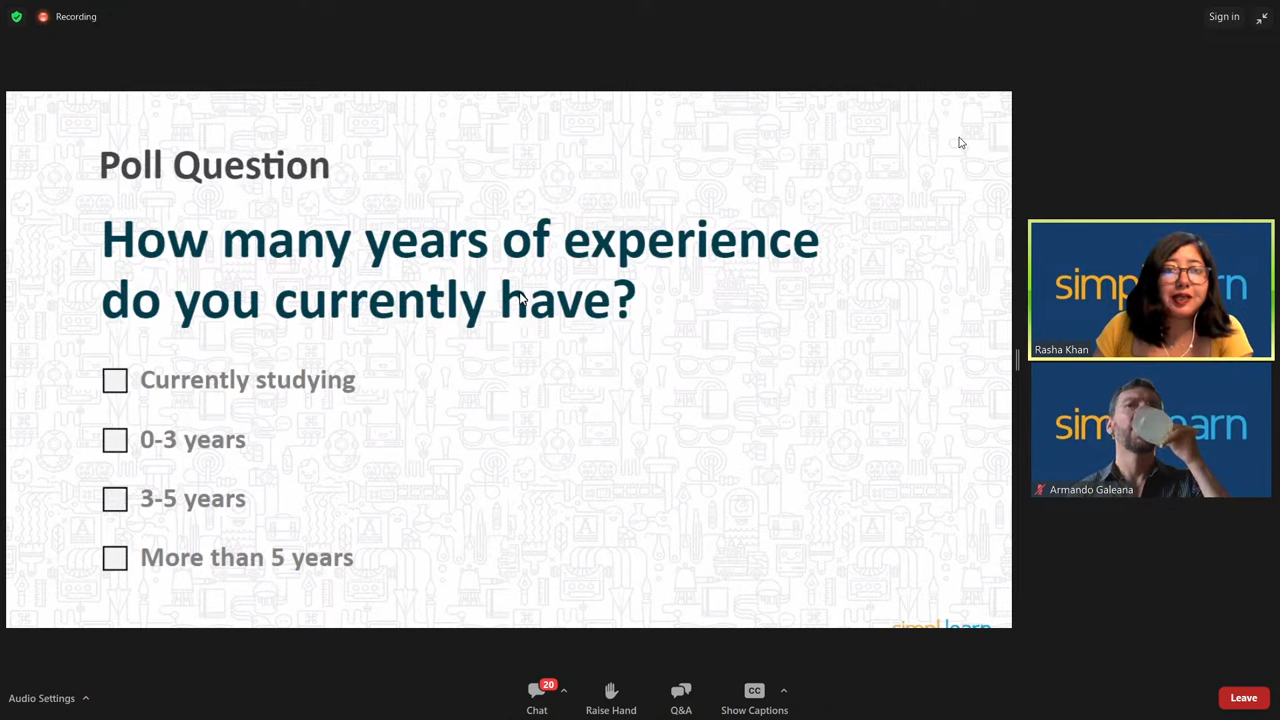 Recording
Sign in
Poll Question
How many years of experience
do you currently have?
Currently studying
0-3 years
3-5 years
More than 5 years
simplilearn
Rasha Khan
Armando Galeana
Audio Settings
20
Chat
Raise Hand
Q&A
CC
Show Captions
Leave